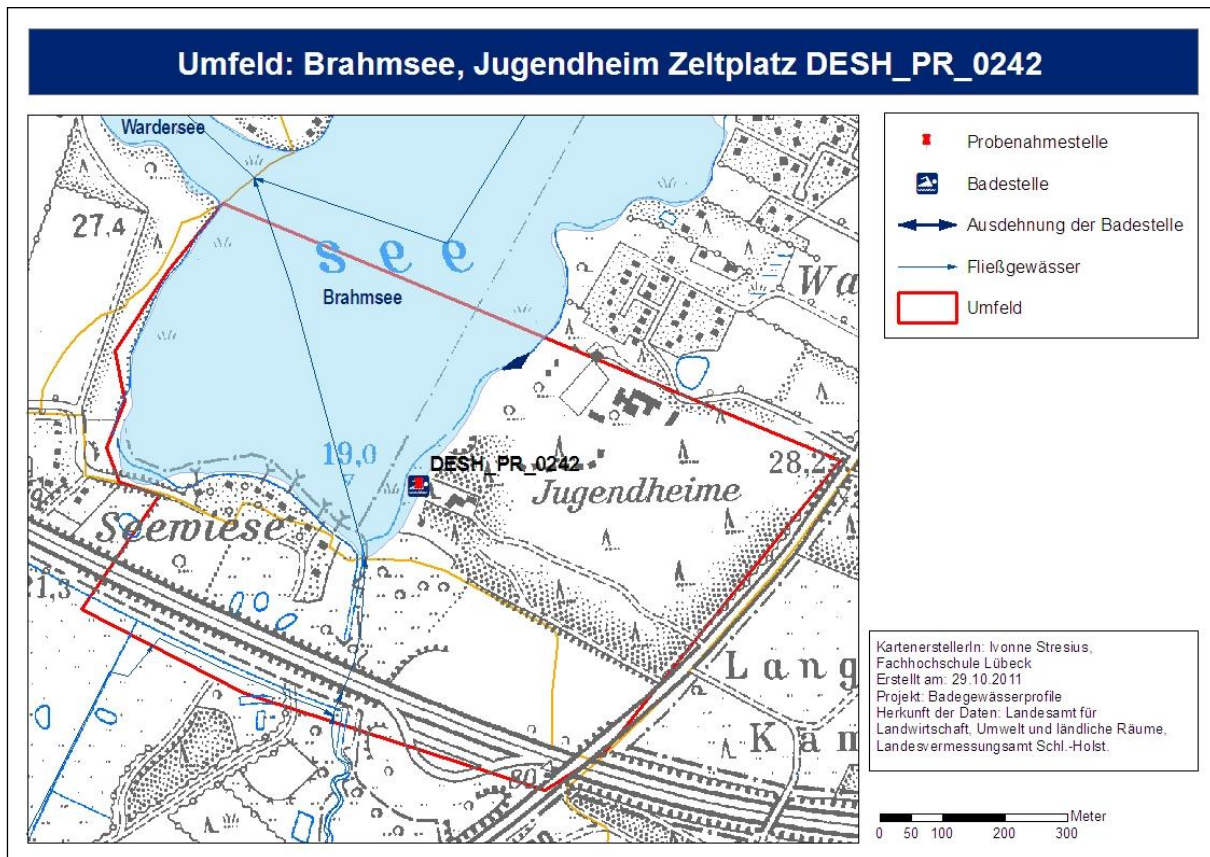 Umfeld: Brahmsee, Jugendheim Zeltplatz DESH_PR_0242
Wardersee
27,4
s e e
Brahmsee
Wa
19,0
DESH_PR_0242
28,2
Jugendheime
Seewiese
21,3
Lang
Kam
80
Probenahmestelle
Badestelle
Ausdehnung der Badestelle
Fließgewässer
Umfeld
KartenerstellerIn: Ivonne Stresius,
Fachhochschule Lübeck
Erstellt am: 29.10.2011
Projekt: Badegewässerprofile
Herkunft der Daten: Landesamt für
Landwirtschaft, Umwelt und ländliche Räume,
Landesvermessungsamt Schl.-Holst.
Meter
0 50 100 200 300